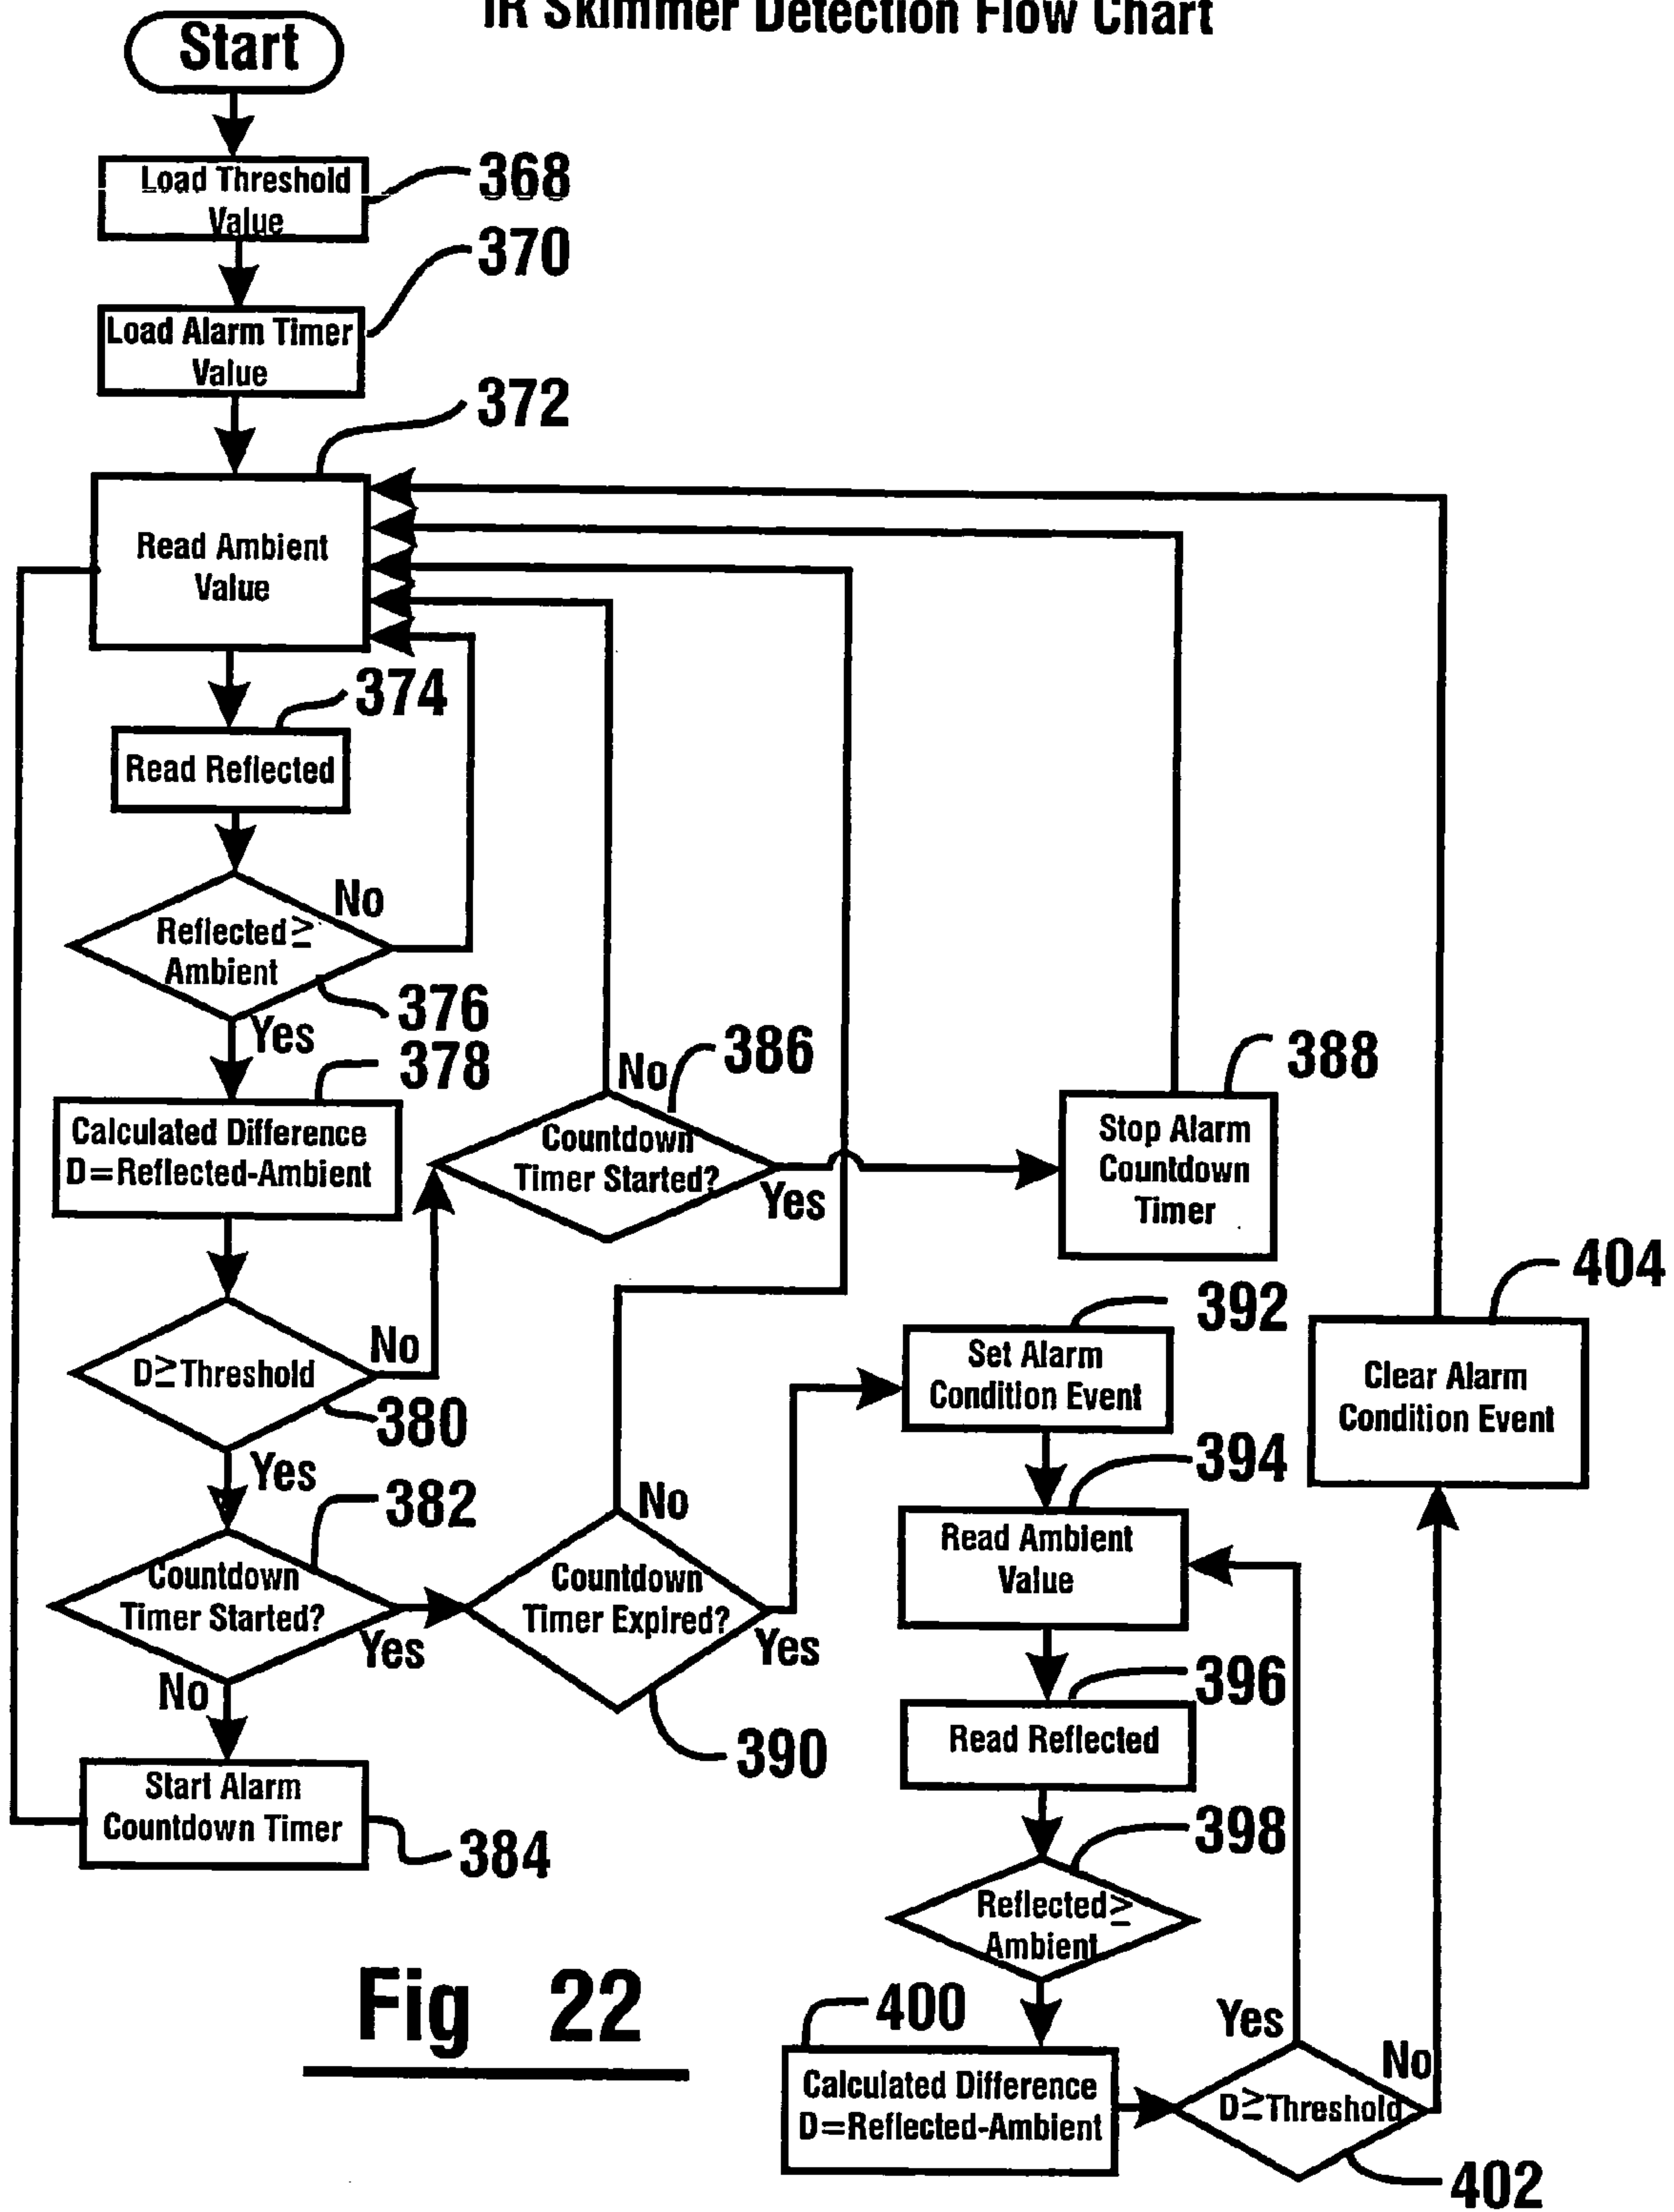 IR Skimmer Detection Flow Chart
Start
Load Threshold
Value
368
Load Alarm Timer
Value
370
372
Read Ambient
Value
374
Read Reflected
No
Reflected ≥
Ambient
376
Yes
378
Calculated Difference
D=Reflected-Ambient
386
No
Countdown
Timer Started?
Yes
388
Stop Alarm
Countdown
Timer
D≥Threshold
No
380
Yes
382
Countdown
Timer Started?
Yes
No
Start Alarm
Countdown Timer
384
No
Countdown
Timer Expired?
Yes
390
392
Set Alarm
Condition Event
394
Read Ambient
Value
396
Read Reflected
398
Reflected ≥
Ambient
400
Calculated Difference
D=Reflected-Ambient
Yes
No
D≥Threshold
402
404
Clear Alarm
Condition Event
Fig 22